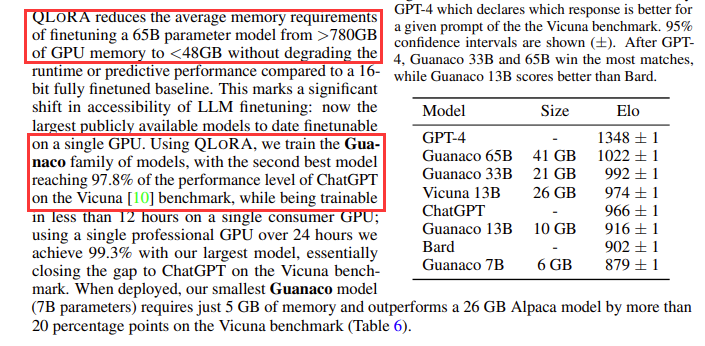 QLORA reduces the average memory requirements
of finetuning a 65B parameter model from >780GB
of GPU memory to <48GB without degrading the
runtime or predictive performance compared to a 16-
bit fully finetuned baseline. This marks a significant
shift in accessibility of LLM finetuning: now the
largest publicly available models to date finetunable
on a single GPU. Using QLORA, we train the Gua-
naco family of models, with the second best model
reaching 97.8% of the performance level of ChatGPT
on the Vicuna [10] benchmark, while being trainable
in less than 12 hours on a single consumer GPU;
using a single professional GPU over 24 hours we
achieve 99.3% with our largest model, essentially
closing the gap to ChatGPT on the Vicuna bench-
mark. When deployed, our smallest Guanaco model
(7B parameters) requires just 5 GB of memory and outperforms a 26 GB Alpaca model by more than
20 percentage points on the Vicuna benchmark (Table 6).
GPT-4 which declares which response is better for
a given prompt of the the Vicuna benchmark. 95%
confidence intervals are shown (±). After GPT-
4, Guanaco 33B and 65B win the most matches,
while Guanaco 13B scores better than Bard.
Model Size Elo
GPT-4 - 1348 ± 1
Guanaco 65B 41 GB 1022 ± 1
Guanaco 33B 21 GB 992 ± 1
Vicuna 13B 26 GB 974 ± 1
ChatGPT - 966 ± 1
Guanaco 13B 10 GB 916 ± 1
Bard - 902 ± 1
Guanaco 7B 6 GB 879 ± 1